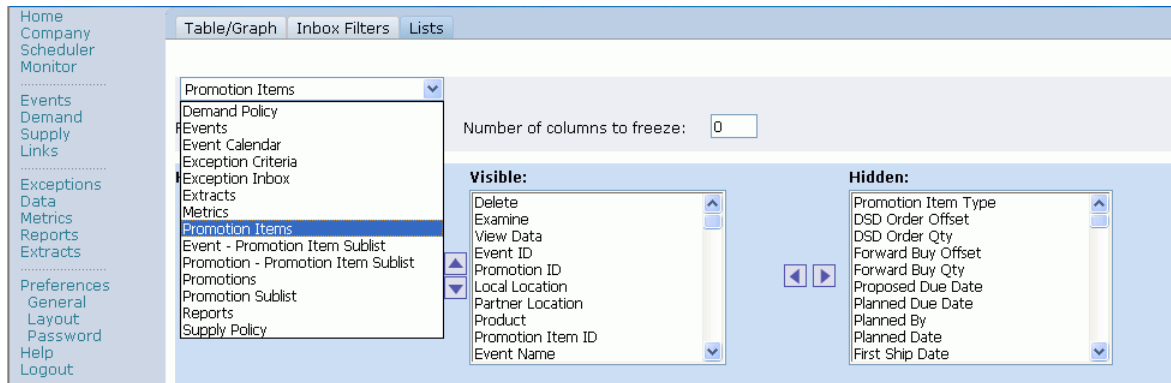 Home
Company
Scheduler
Monitor
Events
Demand
Supply
Links
Exceptions
Data
Metrics
Reports
Extracts
Preferences
General
Layout
Password
Help
Logout
Table/Graph Inbox Filters Lists
Promotion Items
Demand Policy
Events
Event Calendar
Exception Criteria
Exception Inbox
Extracts
Metrics
Promotion Items
Event - Promotion Item Sublist
Promotion - Promotion Item Sublist
Promotions
Promotion Sublist
Reports
Supply Policy
Number of columns to freeze: 0
Visible:
Delete
Examine
View Data
Event ID
Promotion ID
Local Location
Partner Location
Product
Promotion Item ID
Event Name
Hidden:
Promotion Item Type
DSD Order Offset
DSD Order Qty
Forward Buy Offset
Forward Buy Qty
Proposed Due Date
Planned Due Date
Planned By
Planned Date
First Ship Date